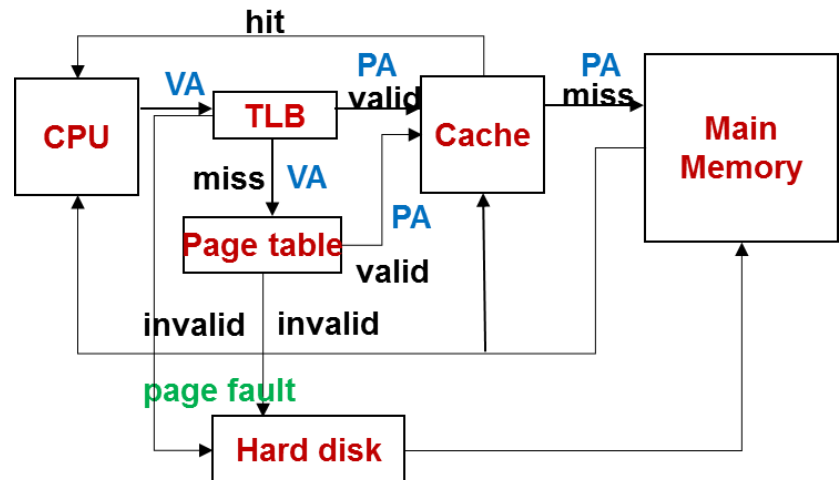 hit
VA
PA
PA
valid
miss
CPU
TLB
Cache
Main
Memory
miss
VA
PA
Page table
valid
invalid
invalid
page fault
Hard disk